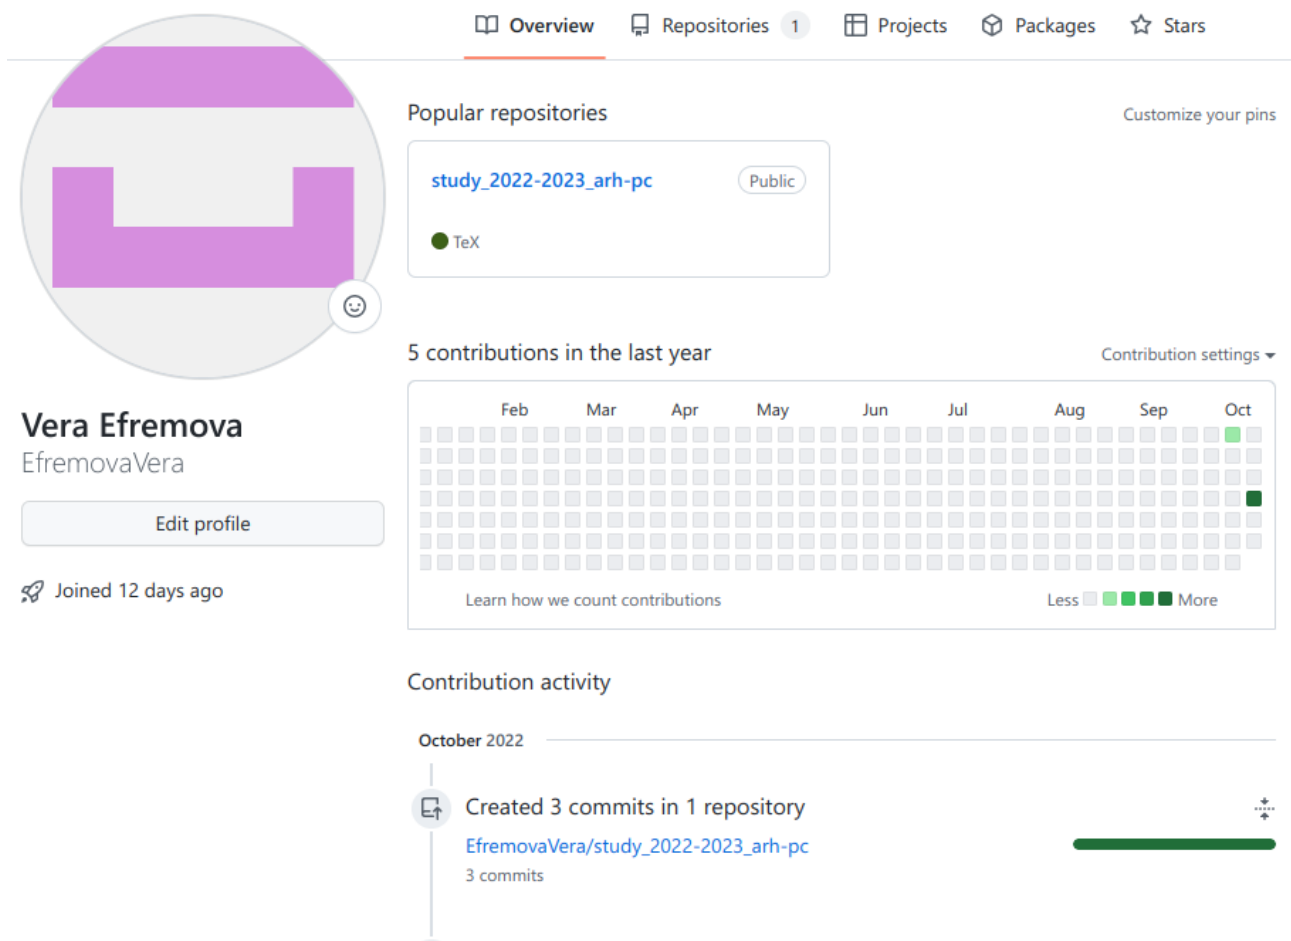 Overview Repositories 1 Projects Packages Stars
Popular repositories Customize your pins
study_2022-2023_arh-pc Public
TeX
5 contributions in the last year Contribution settings
Feb Mar Apr May Jun Jul Aug Sep Oct
Learn how we count contributions Less More
Vera Efremova
EfremovaVera
Edit profile
Joined 12 days ago
Contribution activity
October 2022
Created 3 commits in 1 repository
EfremovaVera/study_2022-2023_arh-pc
3 commits